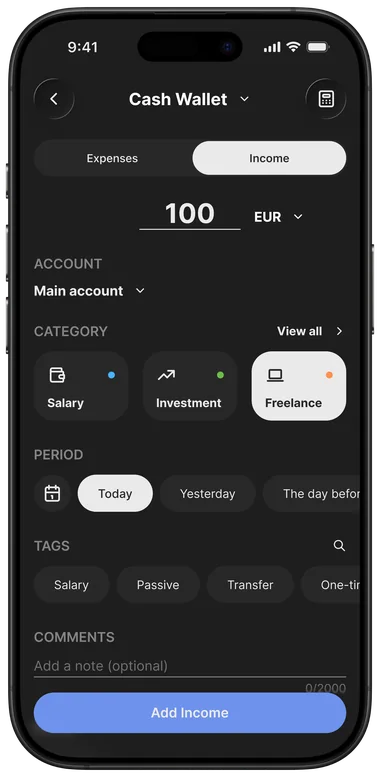 9:41
Cash Wallet
Expenses Income
100 EUR
ACCOUNT
Main account
CATEGORY View all
Salary Investment Freelance
PERIOD
1 Today Yesterday The day befor
TAGS
Salary Passive Transfer One-tir
COMMENTS
Add a note (optional)
0/2000
Add Income